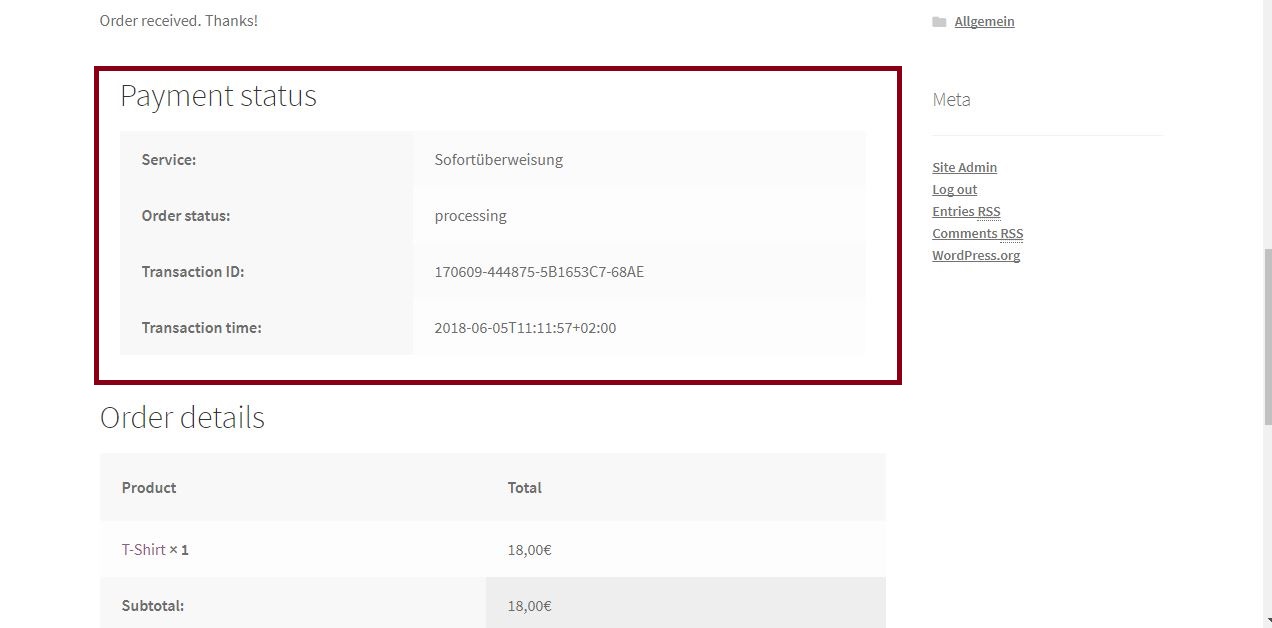 Order received. Thanks!
Payment status
Service: Sofortüberweisung
Order status: processing
Transaction ID: 170609-444875-5B1653C7-68AE
Transaction time: 2018-06-05T11:11:57+02:00
Order details
Product Total
T-Shirt × 1 18,00€
Subtotal: 18,00€
Allgemein
Meta
Site Admin
Log out
Entries RSS
Comments RSS
WordPress.org